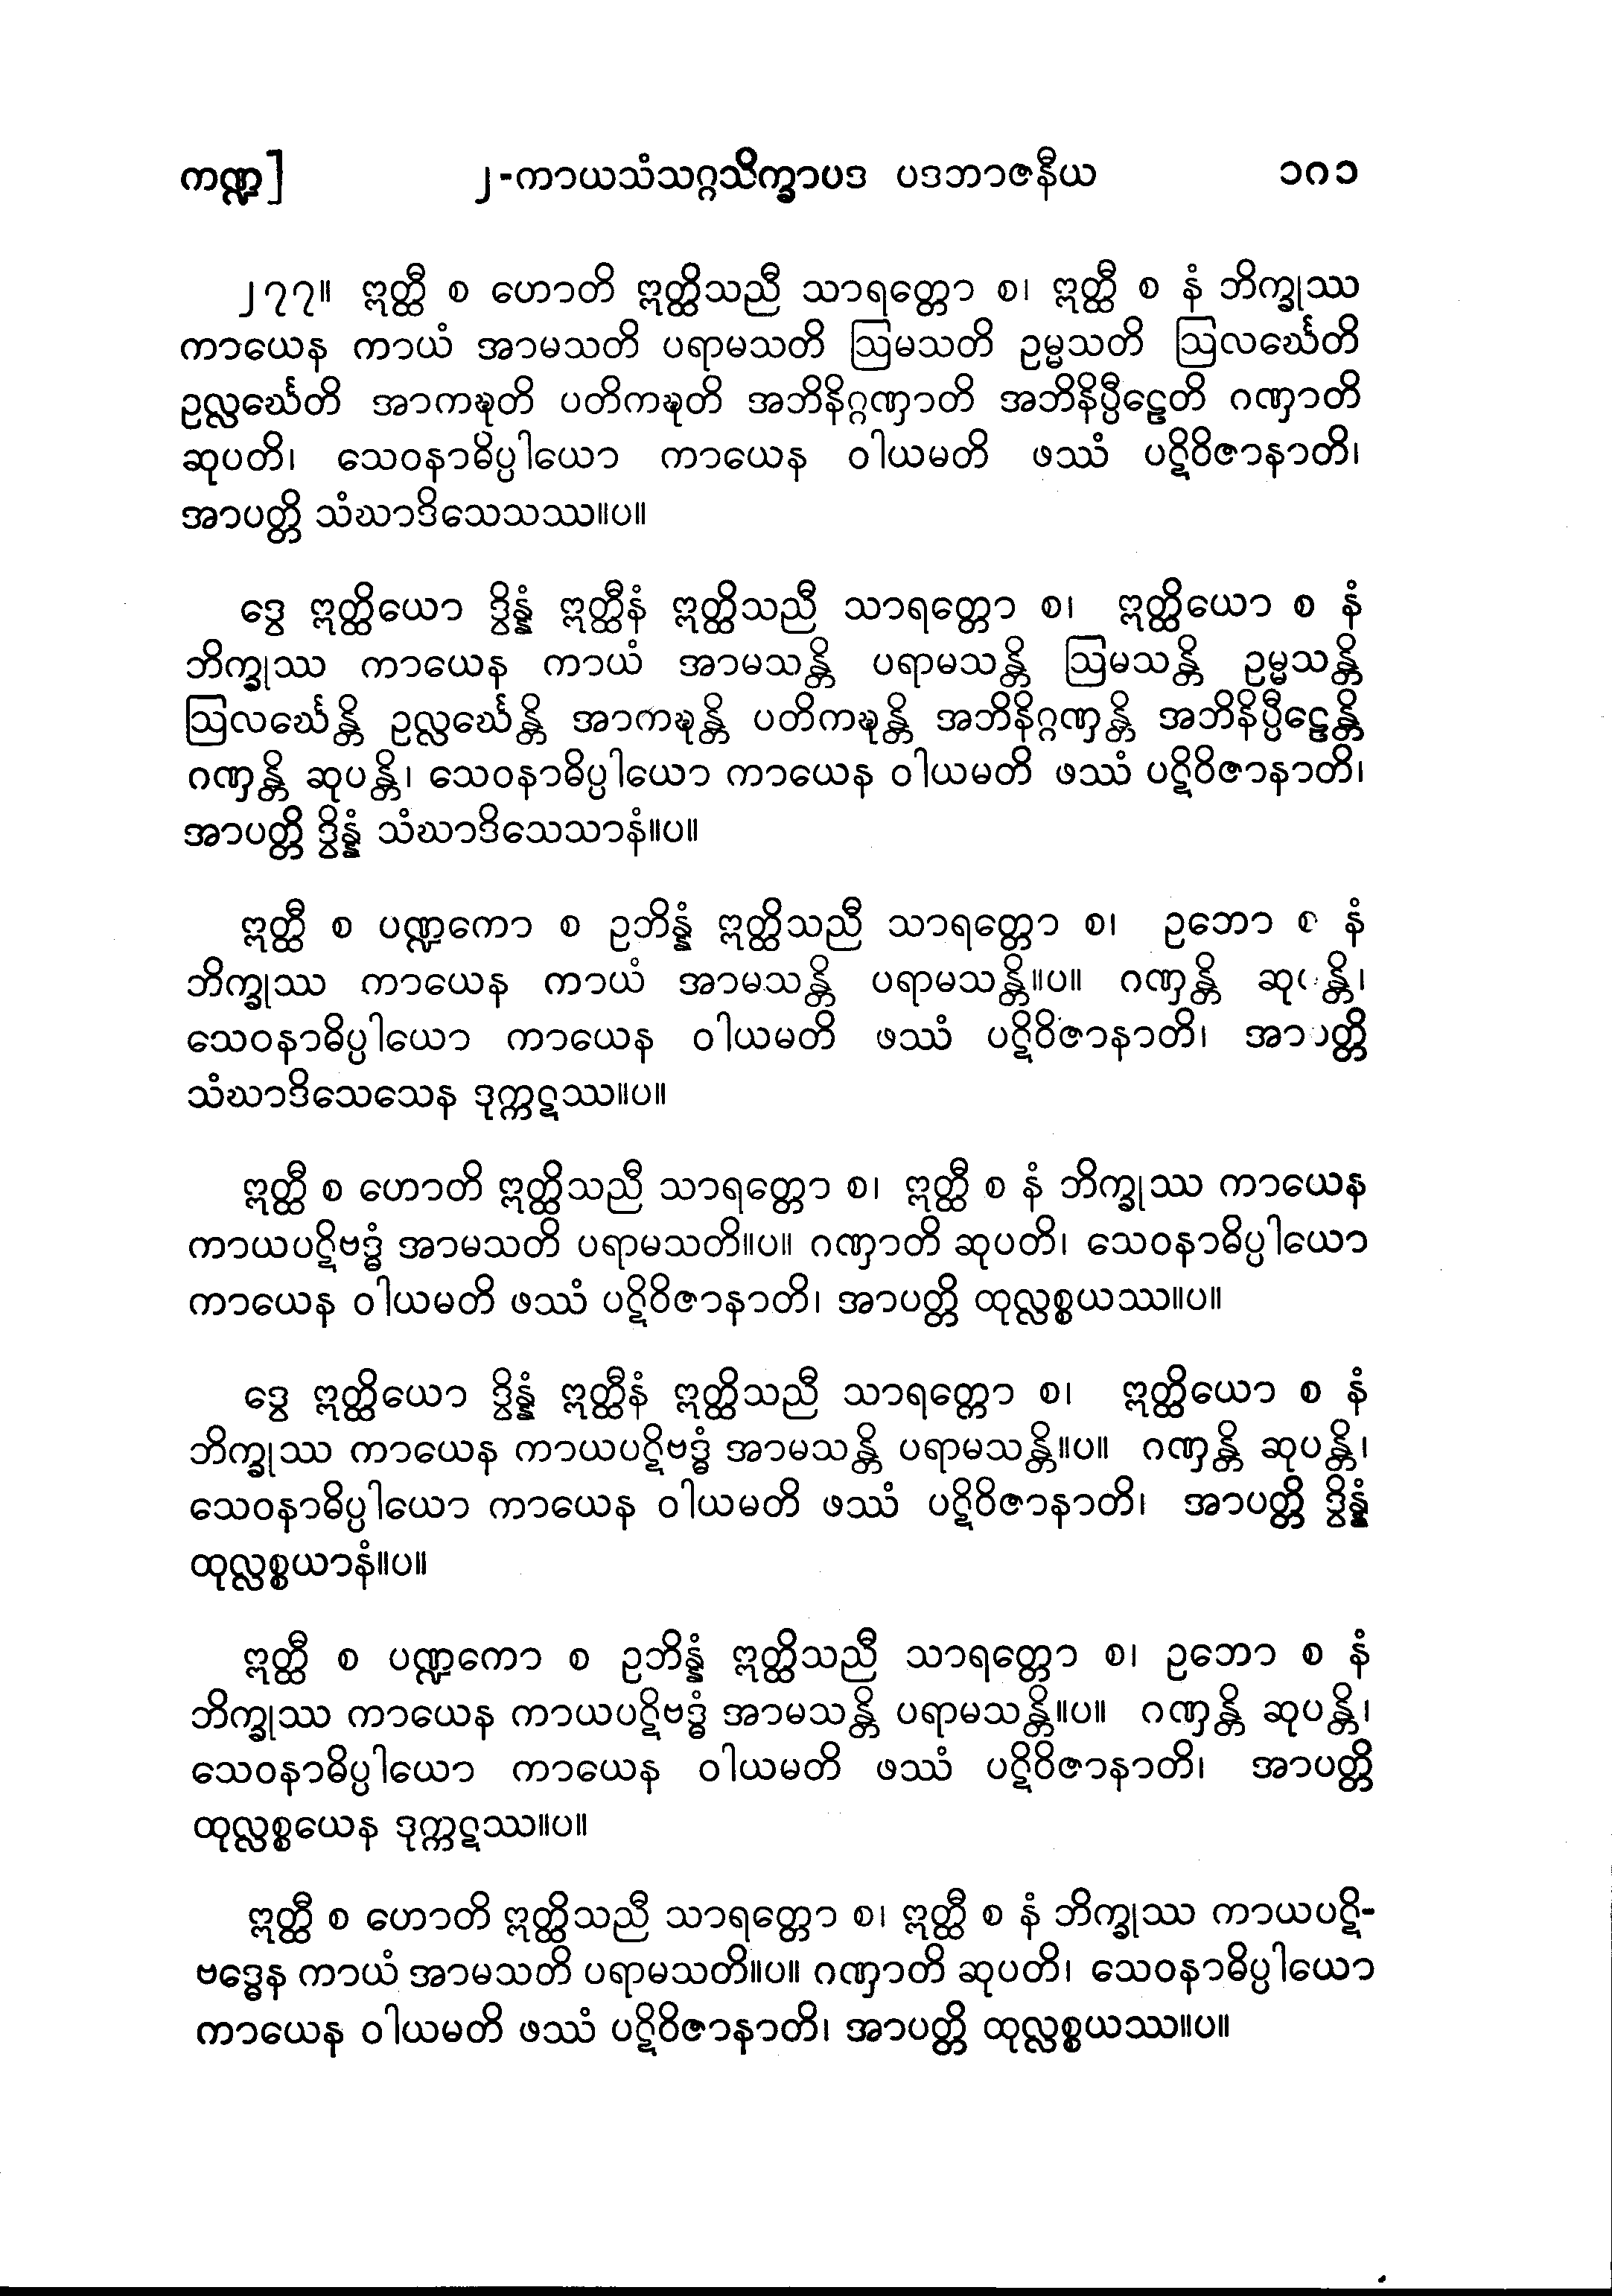 ကဏ္ဍ] ၂-ကာယသံသဂ္ဂသိက္ခာပဒ ပဒဘာဇနီယ ၁၈၁
၂၇၇။ ဣတ္ထီ စ ဟောတိ ဣတ္ထိသညီ သာရတ္တော စ၊ ဣတ္ထီ စ နံ ဘိက္ခုဿ
ကာယေန ကာယံ အာမသတိ ပရာမသတိ ဩမသတိ ဥမ္မသတိ ဩလင်္ဃေတိ
ဥလ္လင်္ဃေတိ အာကဍ္ဎတိ ပတိကဍ္ဎတိ အဘိနိဂ္ဂဏှာတိ အဘိနိပ္ပီဠေတိ ဂဏှာတိ
ဆုပတိ၊ သေဝနာဓိပ္ပါယော ကာယေန ဝါယမတိ ဖဿံ ပဋိဝိဇာနာတိ၊
အာပတ္တိ သံဃာဒိသေသဿ။ပ။
ဒွေ ဣတ္ထိယော ဒွိန္နံ ဣတ္ထီနံ ဣတ္ထိသညီ သာရတ္တော စ၊ ဣတ္ထိယော စ နံ
ဘိက္ခုဿ ကာယေန ကာယံ အာမသန္တိ ပရာမသန္တိ ဩမသန္တိ ဥမ္မသန္တိ
ဩလင်္ဃေန္တိ ဥလ္လင်္ဃေန္တိ အာကဍ္ဎန္တိ ပတိကဍ္ဎန္တိ အဘိနိဂ္ဂဏှန္တိ အဘိနိပ္ပီဠေန္တိ
ဂဏှန္တိ ဆုပန္တိ၊ သေဝနာဓိပ္ပါယော ကာယေန ဝါယမတိ ဖဿံ ပဋိဝိဇာနာတိ၊
အာပတ္တိ ဒွိန္နံ သံဃာဒိသေသာနံ။ပ။
ဣတ္ထီ စ ပဏ္ဍကော စ ဥဘိန္နံ ဣတ္ထိသညီ သာရတ္တော စ၊ ဥဘော စ နံ
ဘိက္ခုဿ ကာယေန ကာယံ အာမသန္တိ ပရာမသန္တိ။ပ။ ဂဏှန္တိ ဆုပန္တိ၊
သေဝနာဓိပ္ပါယော ကာယေန ဝါယမတိ ဖဿံ ပဋိဝိဇာနာတိ၊ အာပတ္တိ
သံဃာဒိသေသေန ဒုက္ကဋဿ။ပ။
ဣတ္ထီ စ ဟောတိ ဣတ္ထိသညီ သာရတ္တော စ၊ ဣတ္ထီ စ နံ ဘိက္ခုဿ ကာယေန
ကာယပဋိဗဒ္ဓံ အာမသတိ ပရာမသတိ။ပ။ ဂဏှာတိ ဆုပတိ၊ သေဝနာဓိပ္ပါယော
ကာယေန ဝါယမတိ ဖဿံ ပဋိဝိဇာနာတိ၊ အာပတ္တိ ထုလ္လစ္စယဿ။ပ။
ဒွေ ဣတ္ထိယော ဒွိန္နံ ဣတ္ထီနံ ဣတ္ထိသညီ သာရတ္တော စ၊ ဣတ္ထိယော စ နံ
ဘိက္ခုဿ ကာယေန ကာယပဋိဗဒ္ဓံ အာမသန္တိ ပရာမသန္တိ။ပ။ ဂဏှန္တိ ဆုပန္တိ၊
သေဝနာဓိပ္ပါယော ကာယေန ဝါယမတိ ဖဿံ ပဋိဝိဇာနာတိ၊ အာပတ္တိ ဒွိန္နံ
ထုလ္လစ္စယာနံ။ပ။
ဣတ္ထီ စ ပဏ္ဍကော စ ဥဘိန္နံ ဣတ္ထိသညီ သာရတ္တော စ၊ ဥဘော စ နံ
ဘိက္ခုဿ ကာယေန ကာယပဋိဗဒ္ဓံ အာမသန္တိ ပရာမသန္တိ။ပ။ ဂဏှန္တိ ဆုပန္တိ၊
သေဝနာဓိပ္ပါယော ကာယေန ဝါယမတိ ဖဿံ ပဋိဝိဇာနာတိ၊ အာပတ္တိ
ထုလ္လစ္စယေန ဒုက္ကဋဿ။ပ။
ဣတ္ထီ စ ဟောတိ ဣတ္ထိသညီ သာရတ္တော စ၊ ဣတ္ထီ စ နံ ဘိက္ခုဿ ကာယပဋိ-
ဗဒ္ဓေန ကာယံ အာမသတိ ပရာမသတိ။ပ။ ဂဏှာတိ ဆုပတိ၊ သေဝနာဓိပ္ပါယော
ကာယေန ဝါယမတိ ဖဿံ ပဋိဝိဇာနာတိ၊ အာပတ္တိ ထုလ္လစ္စယဿ။ပ။